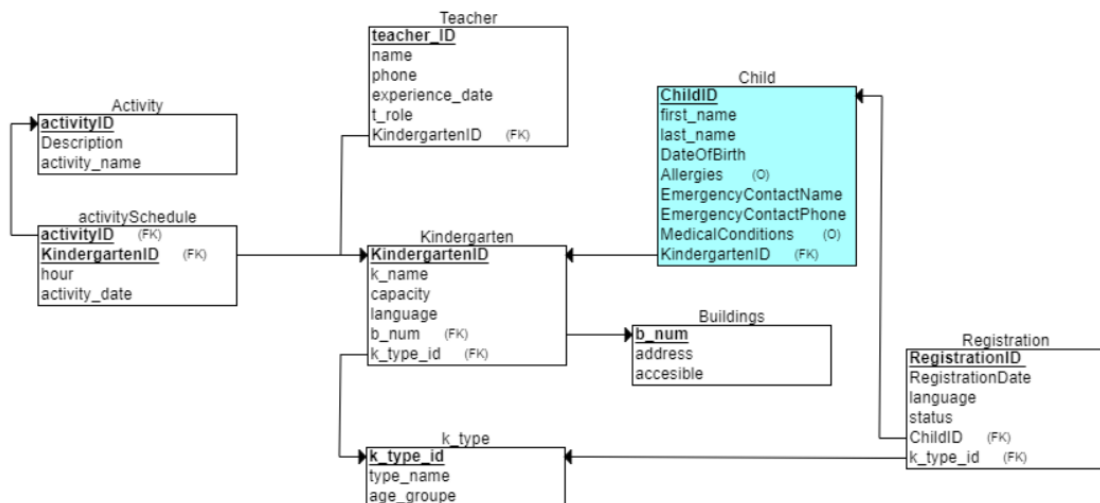 Teacher
teacher_ID
name
phone
experience_date
t_role
KindergartenID (FK)
Child
ChildID
first_name
last_name
DateOfBirth
Allergies (O)
EmergencyContactName
EmergencyContactPhone
MedicalConditions (O)
KindergartenID (FK)
Activity
activityID
Description
activity_name
activitySchedule
activityID (FK)
KindergartenID (FK)
hour
activity_date
Kindergarten
KindergartenID
k_name
capacity
language
b_num (FK)
k_type_id (FK)
Buildings
b_num
address
accesible
Registration
RegistrationID
RegistrationDate
language
status
ChildID (FK)
k_type_id (FK)
k_type
k_type_id
type_name
age_groupe